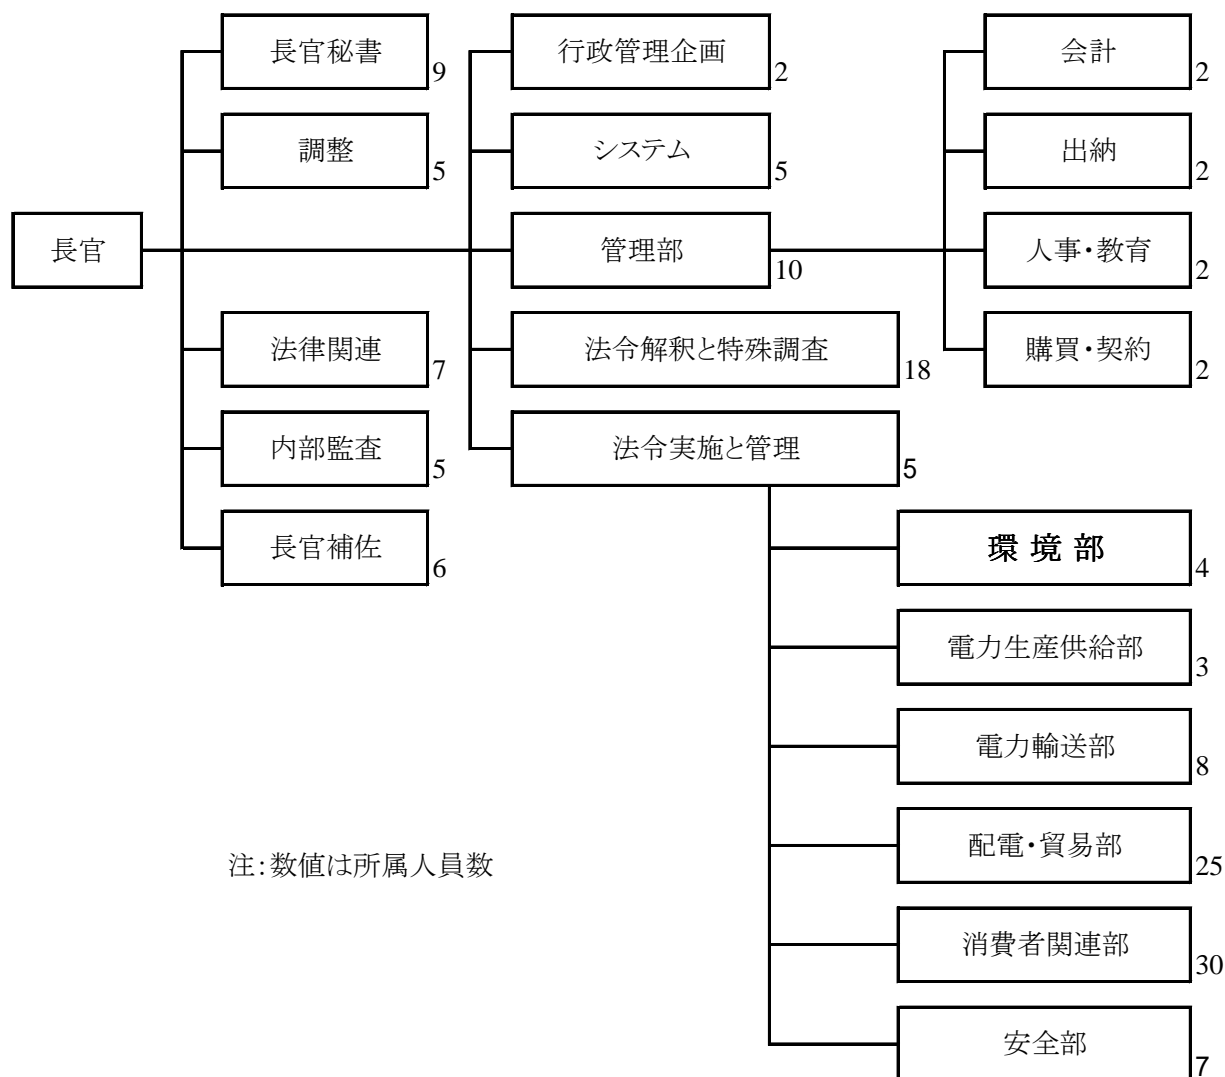 長官
長官秘書
9
調整
5
法律関連
7
内部監査
5
長官補佐
6
行政管理企画
2
システム
5
管理部
10
法令解釈と特殊調査
18
法令実施と管理
5
会計
2
出納
2
人事・教育
2
購買・契約
2
環境部
4
電力生産供給部
3
電力輸送部
8
配電・貿易部
25
消費者関連部
30
安全部
7
注:数値は所属人員数